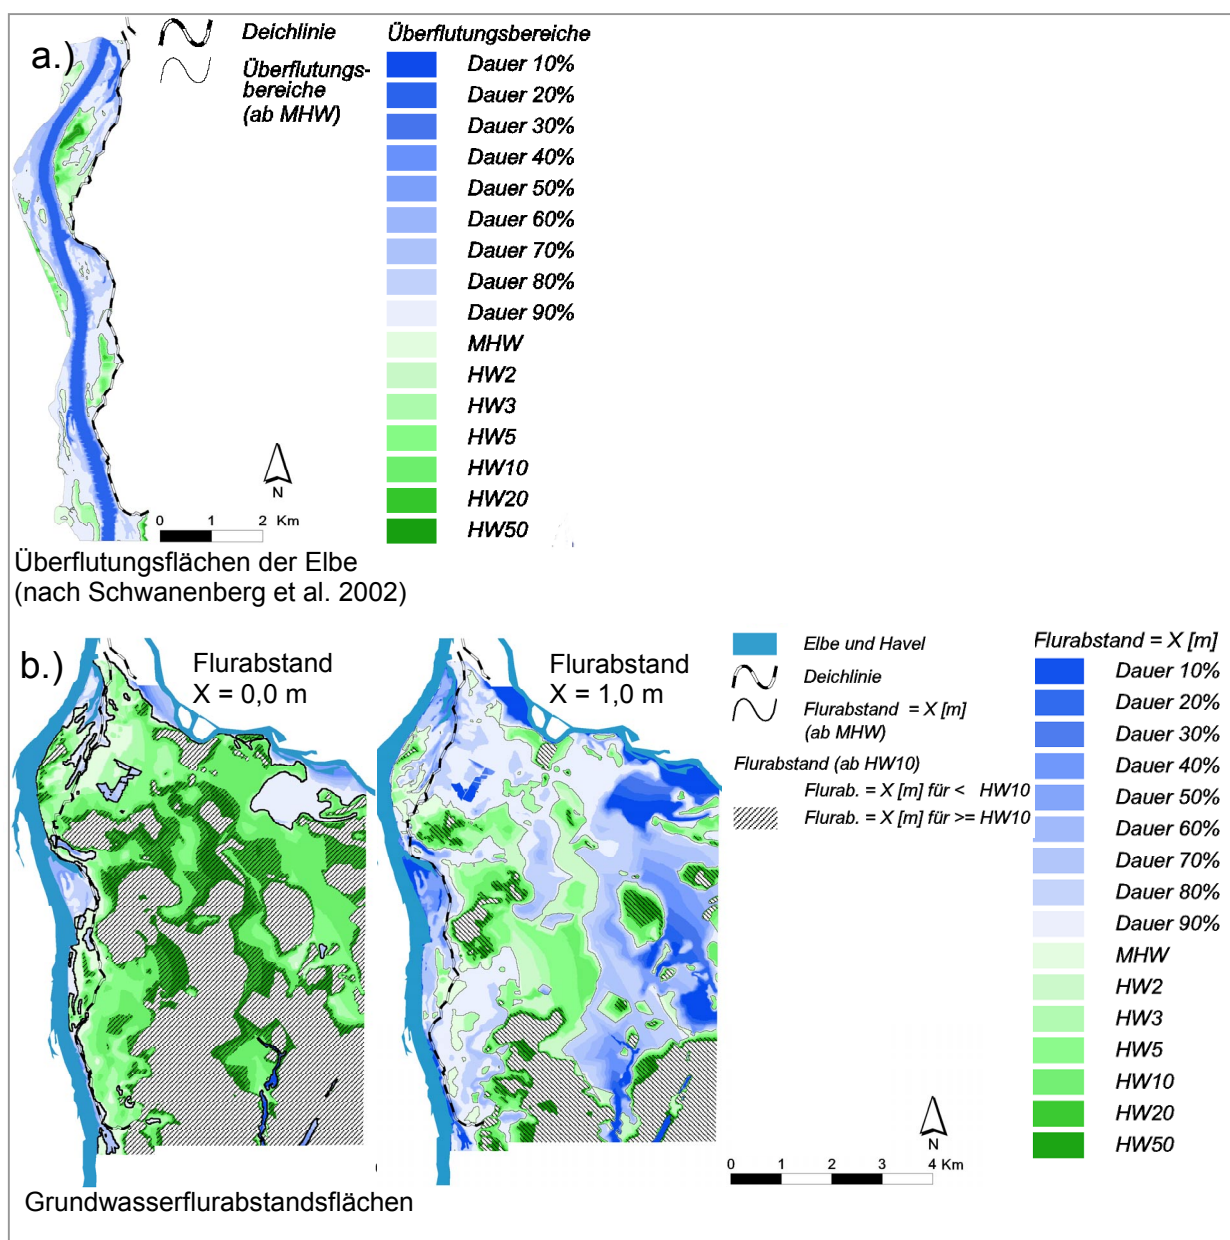 a.)
Deichlinie
Überflutungs-
bereiche
(ab MHW)
Überflutungsbereiche
Dauer 10%
Dauer 20%
Dauer 30%
Dauer 40%
Dauer 50%
Dauer 60%
Dauer 70%
Dauer 80%
Dauer 90%
MHW
HW2
HW3
HW5
HW10
HW20
HW50
N
0 1 2 Km
Überflutungsflächen der Elbe
(nach Schwanenberg et al. 2002)
b.)
Flurabstand
X = 0,0 m
Flurabstand
X = 1,0 m
Elbe und Havel
Deichlinie
Flurabstand = X [m]
(ab MHW)
Flurabstand (ab HW10)
Flurab. = X [m] für < HW10
Flurab. = X [m] für >= HW10
Flurabstand = X [m]
Dauer 10%
Dauer 20%
Dauer 30%
Dauer 40%
Dauer 50%
Dauer 60%
Dauer 70%
Dauer 80%
Dauer 90%
MHW
HW2
HW3
HW5
HW10
HW20
HW50
N
0 1 2 3 4 Km
Grundwasserflurabstandsflächen